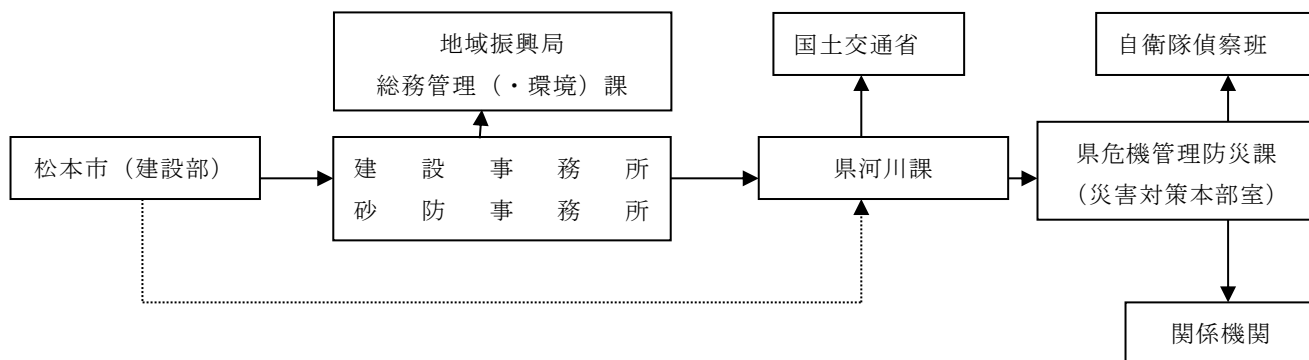 地域振興局
総務管理（・環境）課
国土交通省
自衛隊偵察班
松本市（建設部）
建設事務所
砂防事務所
県河川課
県危機管理防災課
（災害対策本部室）
関係機関